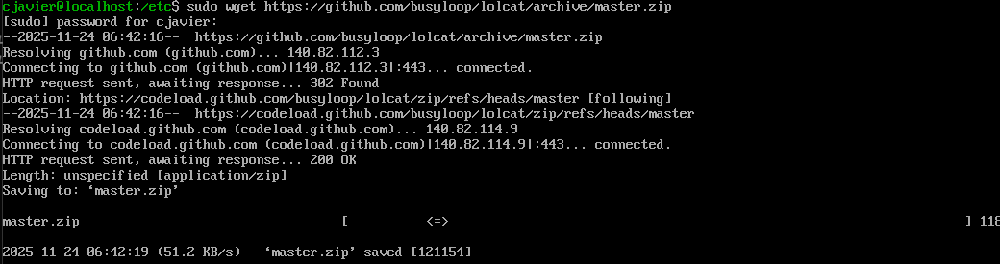 cjavier@localhost:/etc$ sudo wget https://github.com/busyloop/lolcat/archive/master.zip
[sudo] password for cjavier:
--2025-11-24 06:42:16--  https://github.com/busyloop/lolcat/archive/master.zip
Resolving github.com (github.com)... 140.82.112.3
Connecting to github.com (github.com)|140.82.112.3|:443... connected.
HTTP request sent, awaiting response... 302 Found
Location: https://codeload.github.com/busyloop/lolcat/zip/refs/heads/master [following]
--2025-11-24 06:42:16--  https://codeload.github.com/busyloop/lolcat/zip/refs/heads/master
Resolving codeload.github.com (codeload.github.com)... 140.82.114.9
Connecting to codeload.github.com (codeload.github.com)|140.82.114.9|:443... connected.
HTTP request sent, awaiting response... 200 OK
Length: unspecified [application/zip]
Saving to: ‘master.zip’
master.zip [ <=> ] 118
2025-11-24 06:42:19 (51.2 KB/s) - ‘master.zip’ saved [121154]